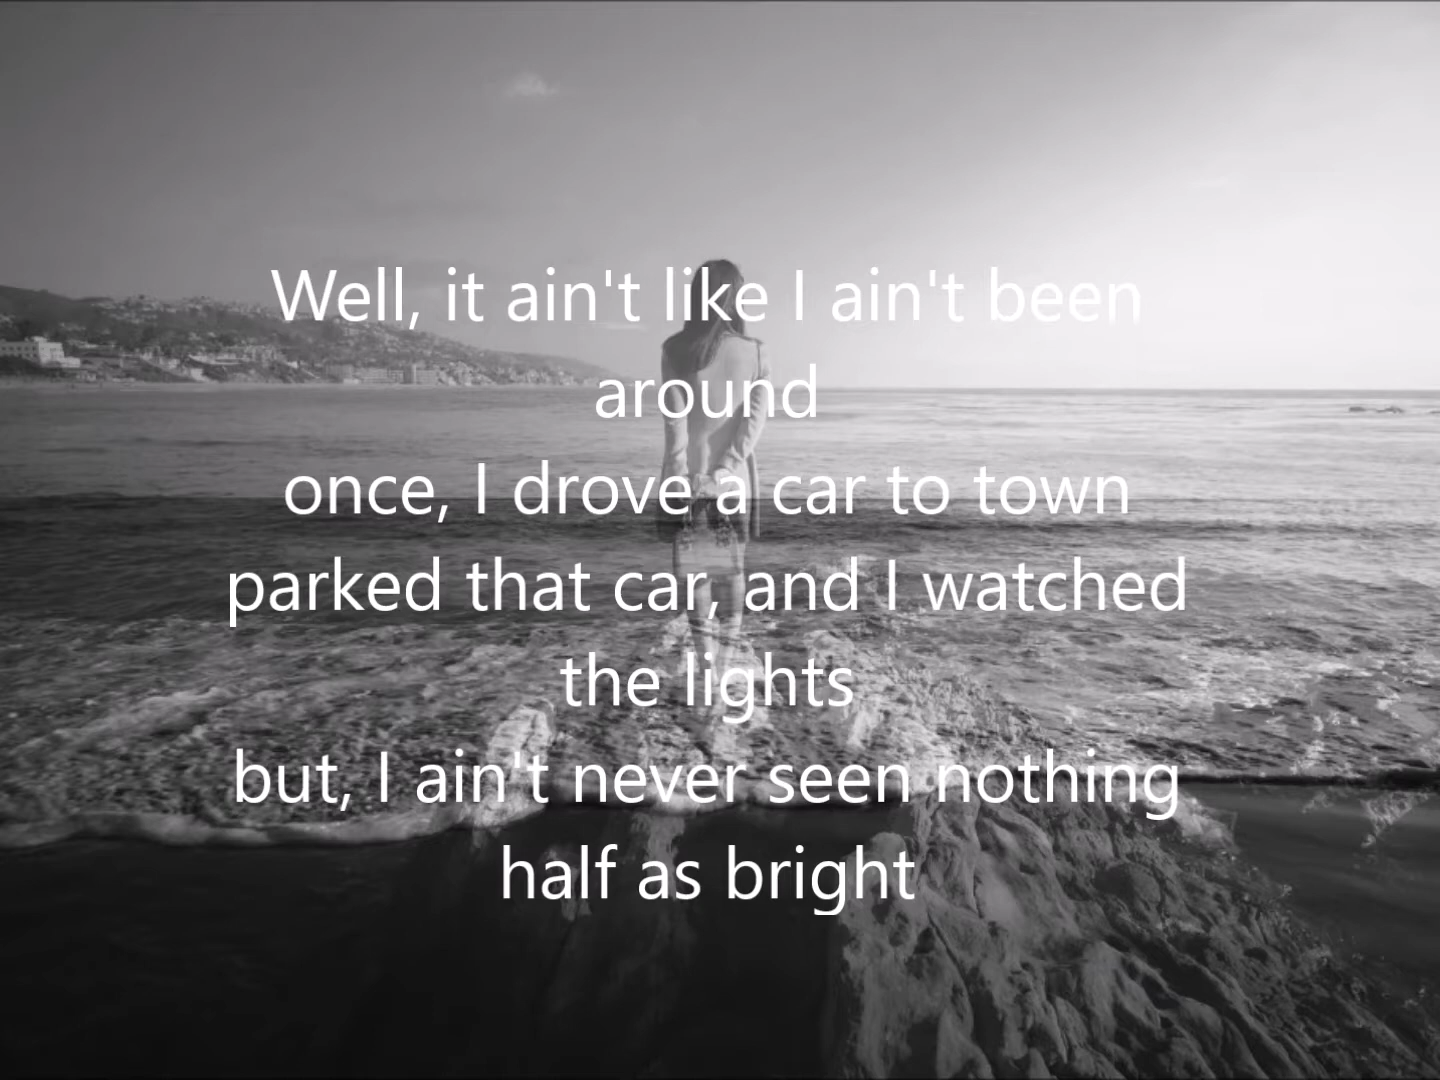 Well, it ain't like I ain't been
around
once, I drove a car to town
parked that car, and I watched
the lights
but, I ain't never seen nothing
half as bright